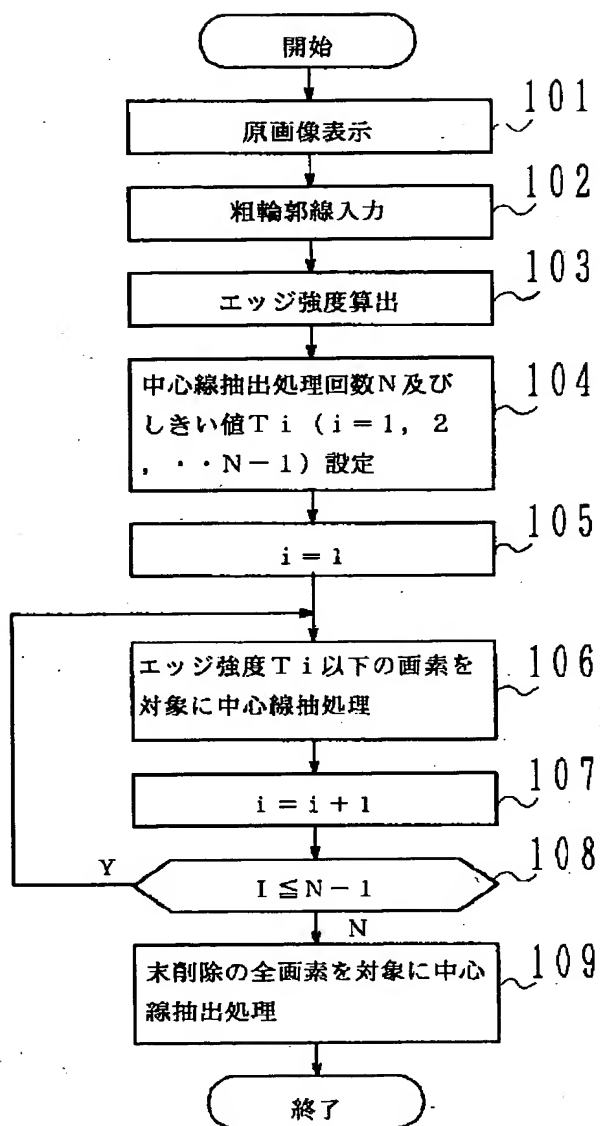 開始
原画像表示
101
粗輪郭線入力
102
エッジ強度算出
103
中心線抽出処理回数N及び
しきい値Ti (i=1, 2
, ・・N-1) 設定
104
i=1
105
エッジ強度Ti以下の画素を
対象に中心線抽処理
106
i=i+1
107
Y
I≦N-1
108
N
末削除の全画素を対象に中心
線抽出処理
109
終了